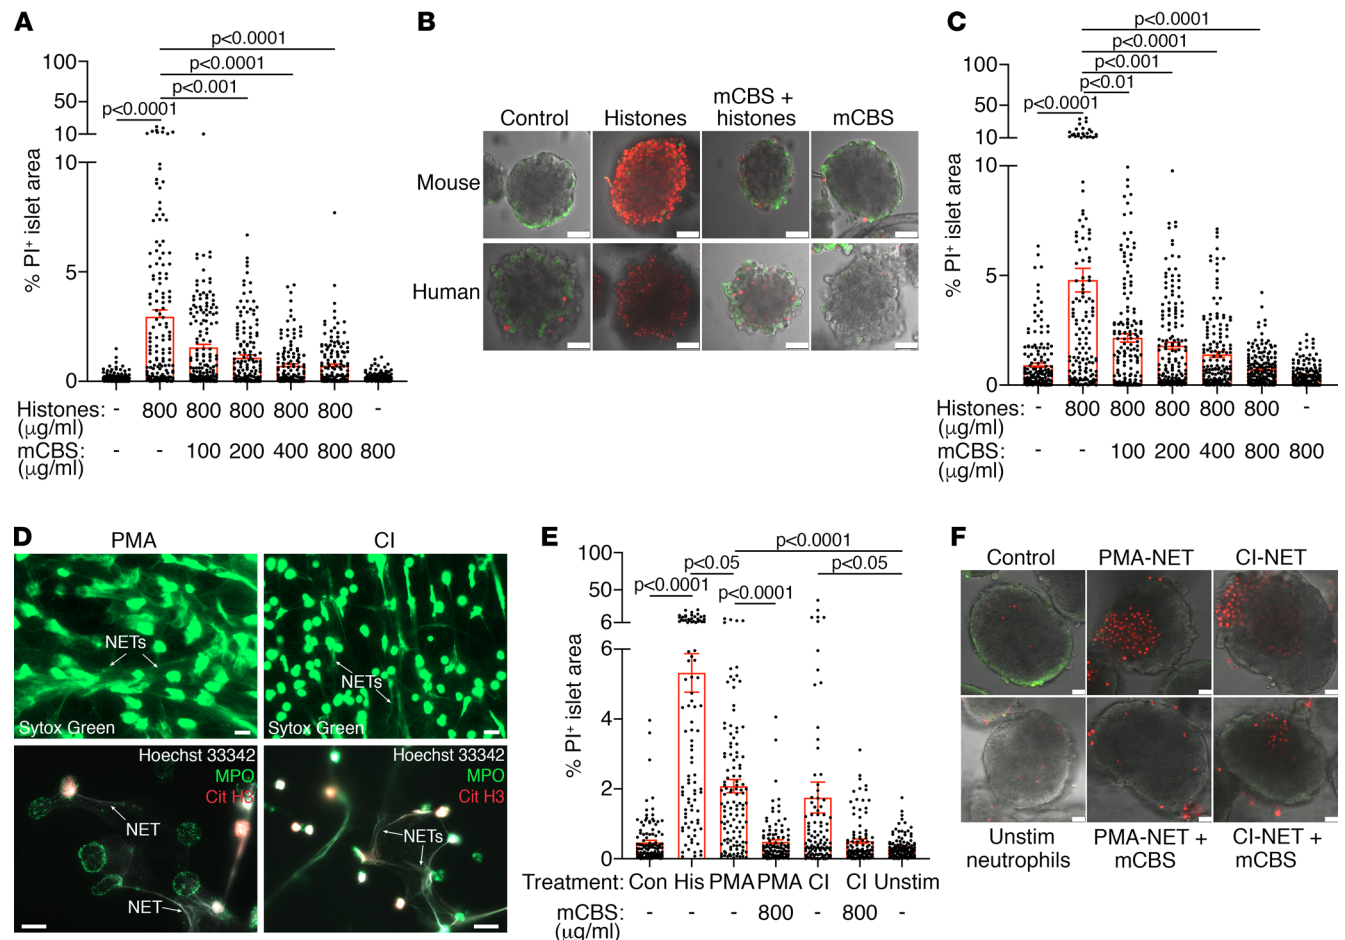 A
p<0.0001
p<0.0001
p<0.001
p<0.0001
100
50
10
10
5
0
% PI+ islet area
Histones: - 800 800 800 800 800 -
(µg/ml)
mCBS: - - 100 200 400 800 800
(µg/ml)
B
Control Histones mCBS + histones mCBS
Mouse
Human
C
p<0.0001
p<0.0001
p<0.001
p<0.01
p<0.0001
100
50
10
10
5
0
% PI+ islet area
Histones: - 800 800 800 800 800 -
(µg/ml)
mCBS: - - 100 200 400 800 800
(µg/ml)
D
PMA CI
NETs
Sytox Green
NETs
Sytox Green
Hoechst 33342
MPO
Cit H3
NET
NET
Hoechst 33342
MPO
Cit H3
NETs
E
p<0.0001
p<0.05 p<0.05
p<0.0001
p<0.0001
100
50
6
6
4
2
0
% PI+ islet area
Treatment: Con His PMA PMA CI CI Unstim
mCBS: - - - 800 - 800 -
(µg/ml)
F
Control PMA-NET CI-NET
Unstim neutrophils
PMA-NET + mCBS
CI-NET + mCBS